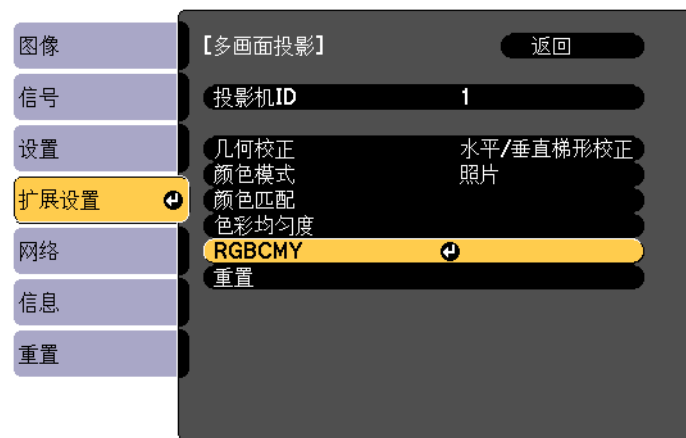 图像
信号
设置
扩展设置
网络
信息
重置
[多画面投影] 返回
投影机ID 1
几何校正 水平/垂直梯形校正
颜色模式 照片
颜色匹配
色彩均匀度
RGBCMY
重置